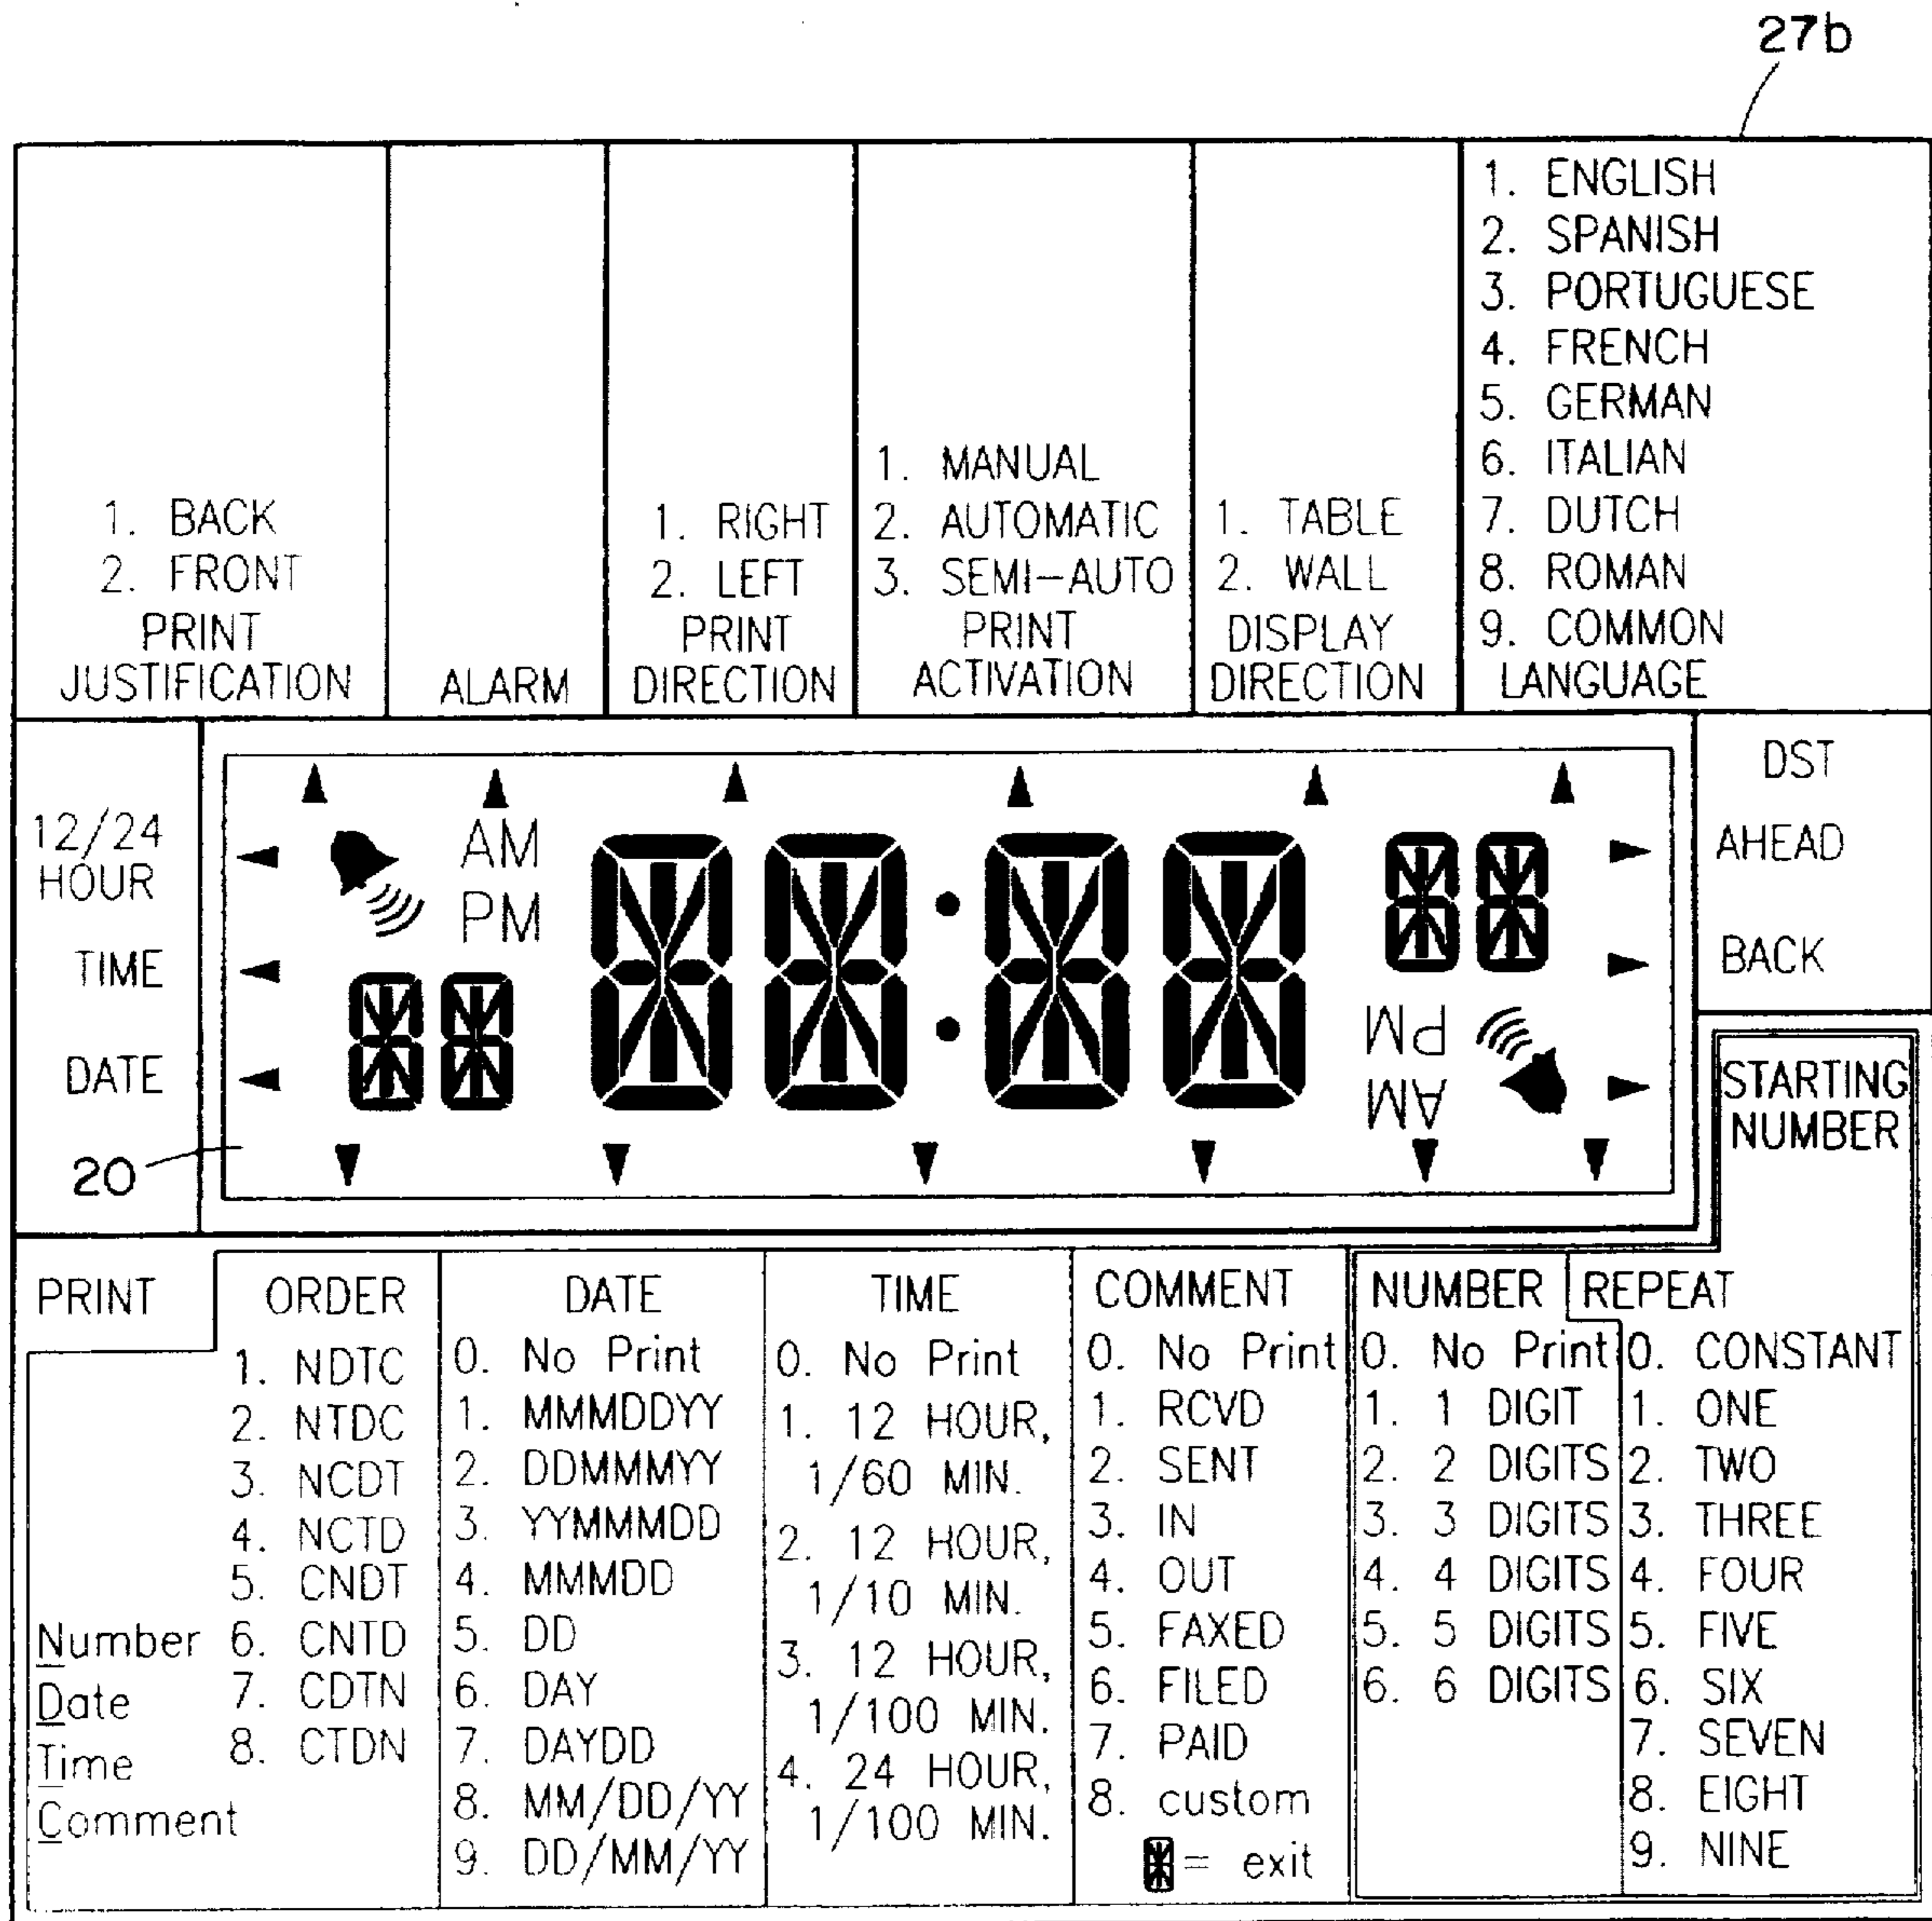 27b
1. BACK
2. FRONT
PRINT
JUSTIFICATION
ALARM
1. RIGHT
2. LEFT
PRINT
DIRECTION
1. MANUAL
2. AUTOMATIC
3. SEMI-AUTO
PRINT
ACTIVATION
1. TABLE
2. WALL
DISPLAY
DIRECTION
1. ENGLISH
2. SPANISH
3. PORTUGUESE
4. FRENCH
5. GERMAN
6. ITALIAN
7. DUTCH
8. ROMAN
9. COMMON
LANGUAGE
12/24
HOUR
TIME
DATE
20
AM
PM
:
PM
AM
DST
AHEAD
BACK
STARTING
NUMBER
PRINT
Number
Date
Time
Comment
ORDER
1. NDTC
2. NTDC
3. NCDT
4. NCTD
5. CNDT
6. CNTD
7. CDTN
8. CTDN
DATE
0. No Print
1. MMMDDYY
2. DDMMMYY
3. YYMMMDD
4. MMMDD
5. DD
6. DAY
7. DAYDD
8. MM/DD/YY
9. DD/MM/YY
TIME
0. No Print
1. 12 HOUR,
1/60 MIN.
2. 12 HOUR,
1/10 MIN.
3. 12 HOUR,
1/100 MIN.
4. 24 HOUR,
1/100 MIN.
COMMENT
0. No Print
1. RCVD
2. SENT
3. IN
4. OUT
5. FAXED
6. FILED
7. PAID
8. custom
= exit
NUMBER
0. No Print
1. 1 DIGIT
2. 2 DIGITS
3. 3 DIGITS
4. 4 DIGITS
5. 5 DIGITS
6. 6 DIGITS
REPEAT
0. CONSTANT
1. ONE
2. TWO
3. THREE
4. FOUR
5. FIVE
6. SIX
7. SEVEN
8. EIGHT
9. NINE